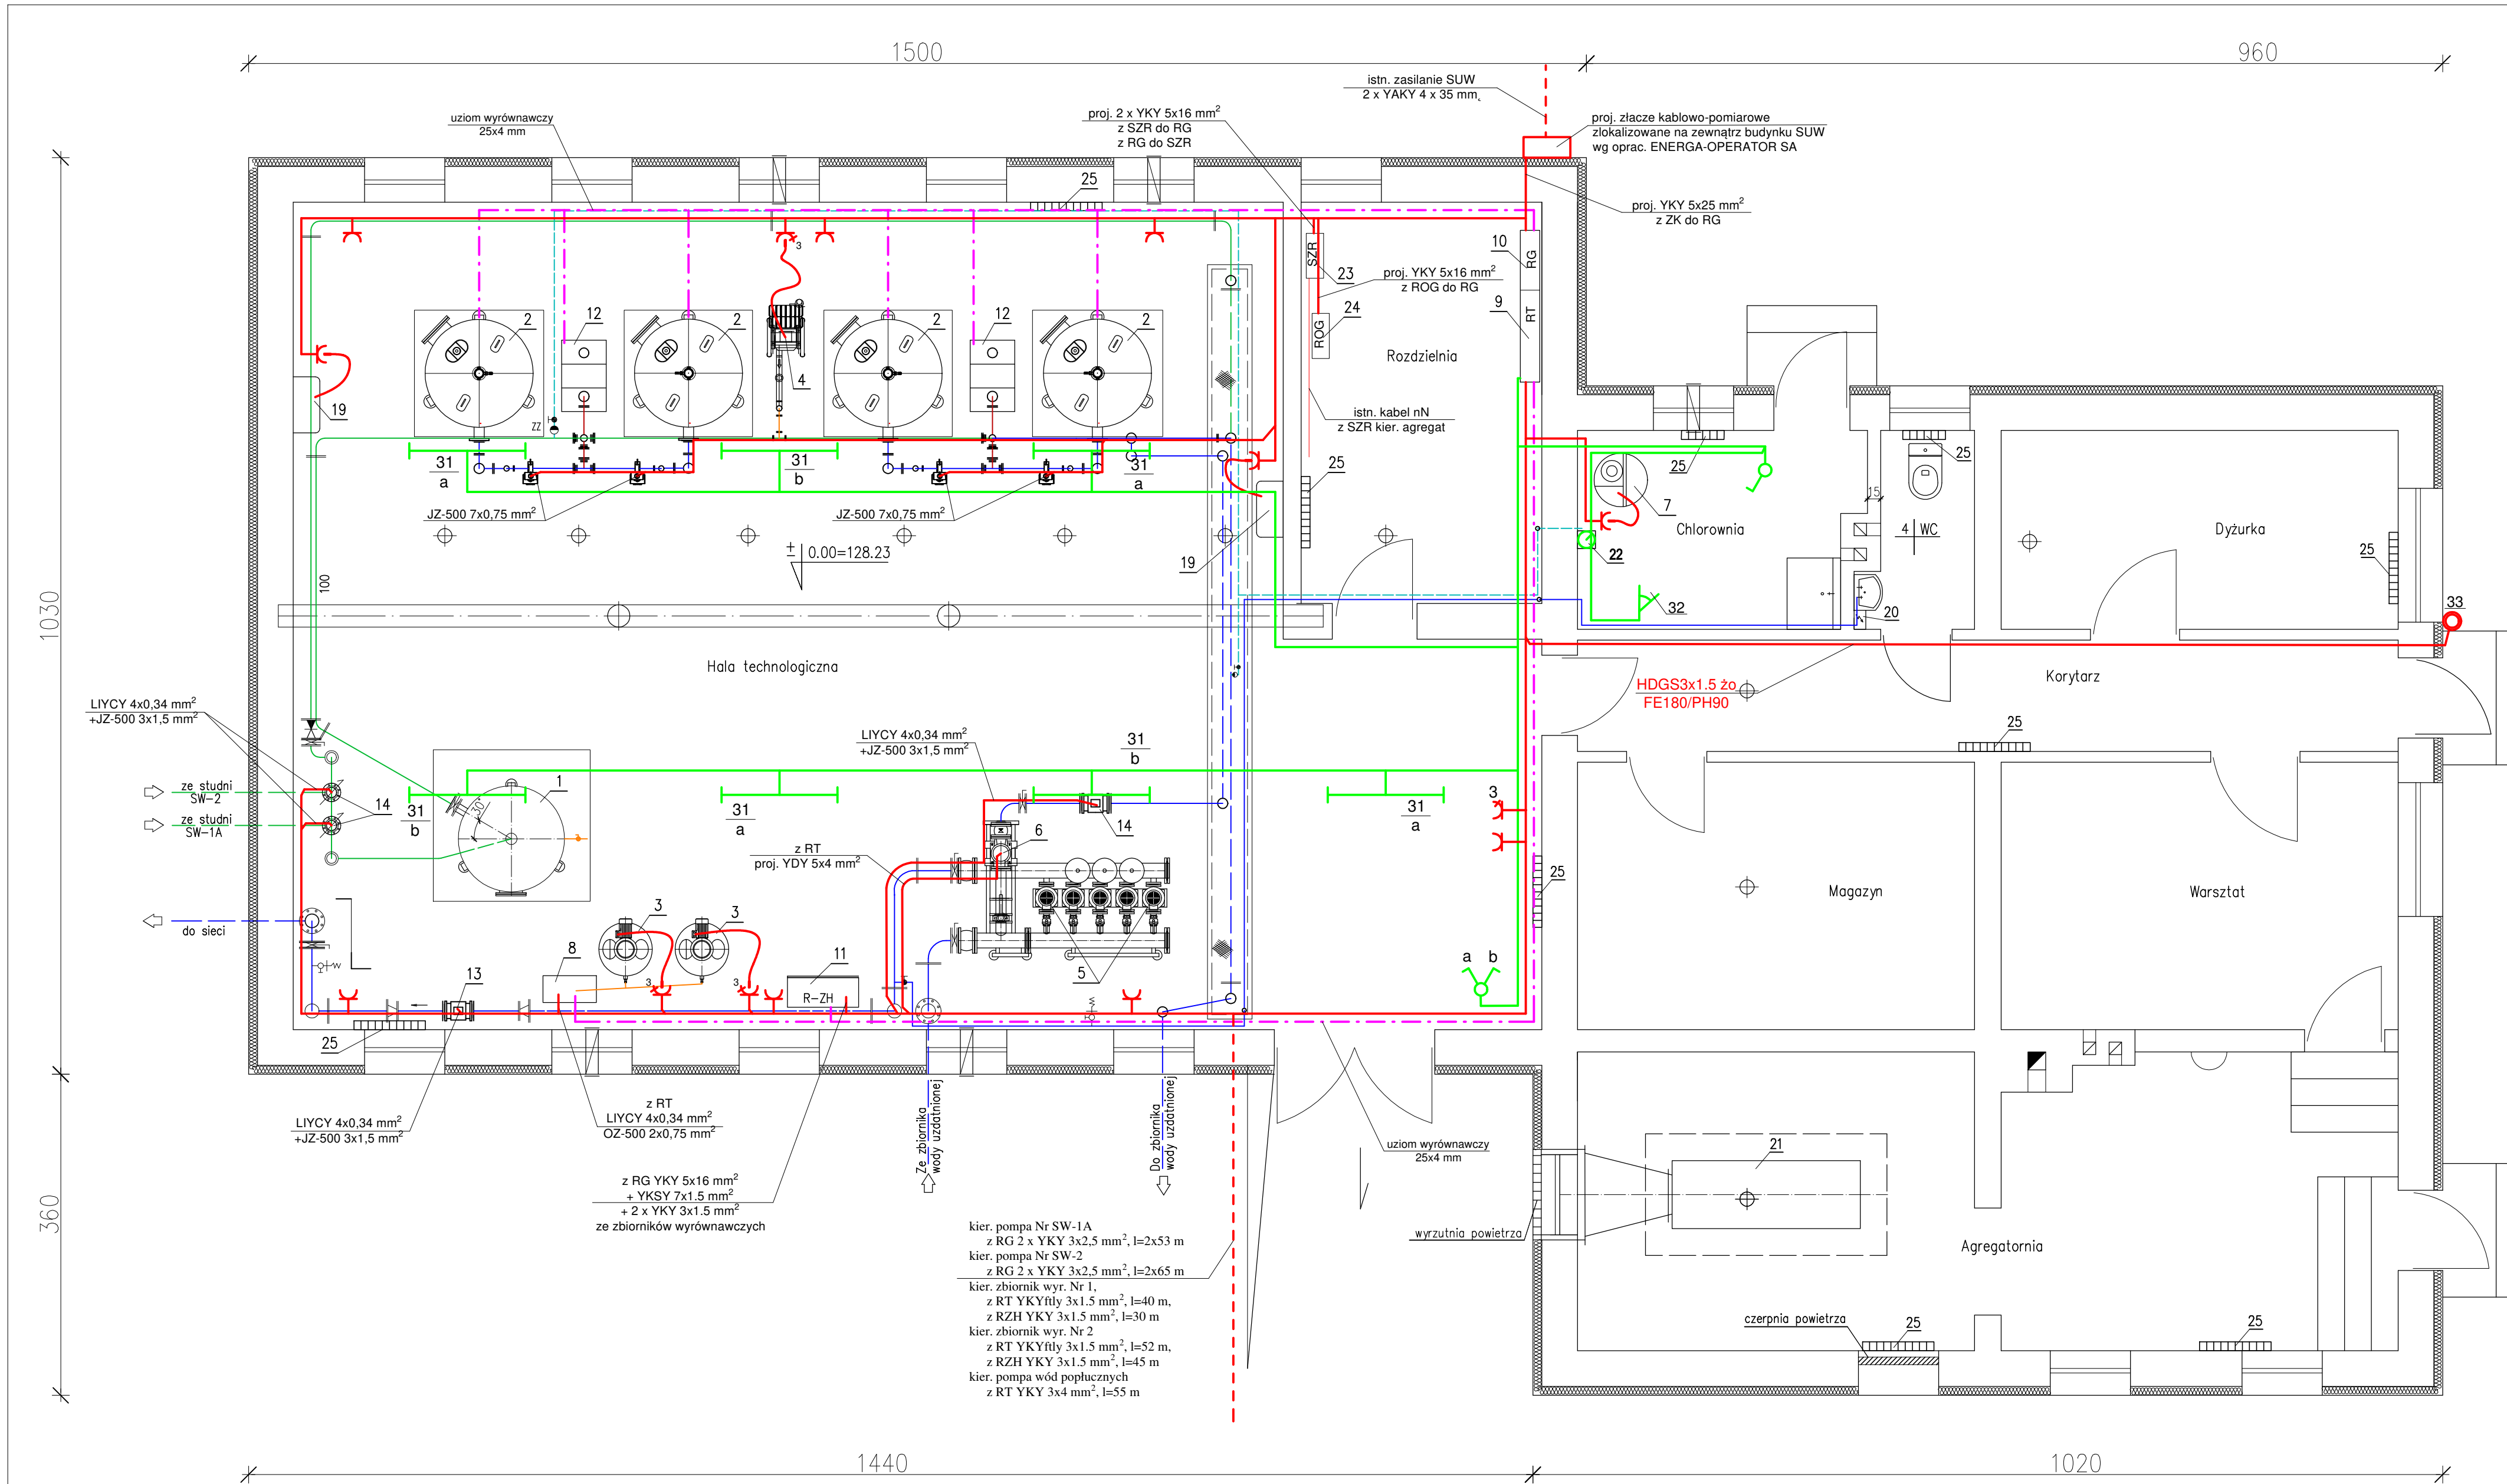 1500
960
istn. zasilanie SUW
2 x YAKY 4 x 35 mm
proj. złacze kablowo-pomiarowe
zlokalizowane na zewnątrz budynku SUW
wg oprac. ENERGA-OPERATOR SA
uziom wyrównawczy
25x4 mm
proj. 2 x YKY 5x16 mm²
z SZR do RG
z RG do SZR
25
proj. YKY 5x25 mm²
z ZK do RG
SZR
23
10
RG
3
proj. YKY 5x16 mm²
z ROG do RG
9
RT
ROG
24
2
12
2
4
2
12
2
Rozdzielnia
19
istn. kabel nN
z SZR kier. agregat
ZZ
31
a
31
b
31
a
25
25
25
7
15
JZ-500 7x0,75 mm²
JZ-500 7x0,75 mm²
Chlorownia
4 WC
Dyżurka
± 0.00=128.23
19
22
25
100
32
20
33
1030
Hala technologiczna
Korytarz
HDGS3x1.5 żo
FE180/PH90
LIYCY 4x0,34 mm²
+JZ-500 3x1,5 mm²
LIYCY 4x0,34 mm²
+JZ-500 3x1,5 mm²
31
b
25
ze studni
SW-2
14
ze studni
SW-1A
31
b
30°
1
31
a
14
31
a
3
6
z RT
proj. YDY 5x4 mm²
25
Magazyn
Warsztat
do sieci
3
3
8
11
5
a b
13
3
3
R-ZH
25
LIYCY 4x0,34 mm²
+JZ-500 3x1,5 mm²
z RT
LIYCY 4x0,34 mm²
OZ-500 2x0,75 mm²
Ze zbiornika
wody uzdatnionej
Do zbiornika
wody uzdatnionej
uziom wyrównawczy
25x4 mm
21
z RG YKY 5x16 mm²
+ YKSY 7x1.5 mm²
+ 2 x YKY 3x1.5 mm²
ze zbiorników wyrównawczych
360
wyrzutnia powietrza
Agregatornia
kier. pompa Nr SW-1A
z RG 2 x YKY 3x2,5 mm², l=2x53 m
kier. pompa Nr SW-2
z RG 2 x YKY 3x2,5 mm², l=2x65 m
kier. zbiornik wyr. Nr 1,
z RT YKYftly 3x1.5 mm², l=40 m,
z RZH YKY 3x1.5 mm², l=30 m
kier. zbiornik wyr. Nr 2
z RT YKYftly 3x1.5 mm², l=52 m,
z RZH YKY 3x1.5 mm², l=45 m
kier. pompa wód popłucznych
z RT YKY 3x4 mm², l=55 m
czerpnia powietrza
25
25
1440
1020